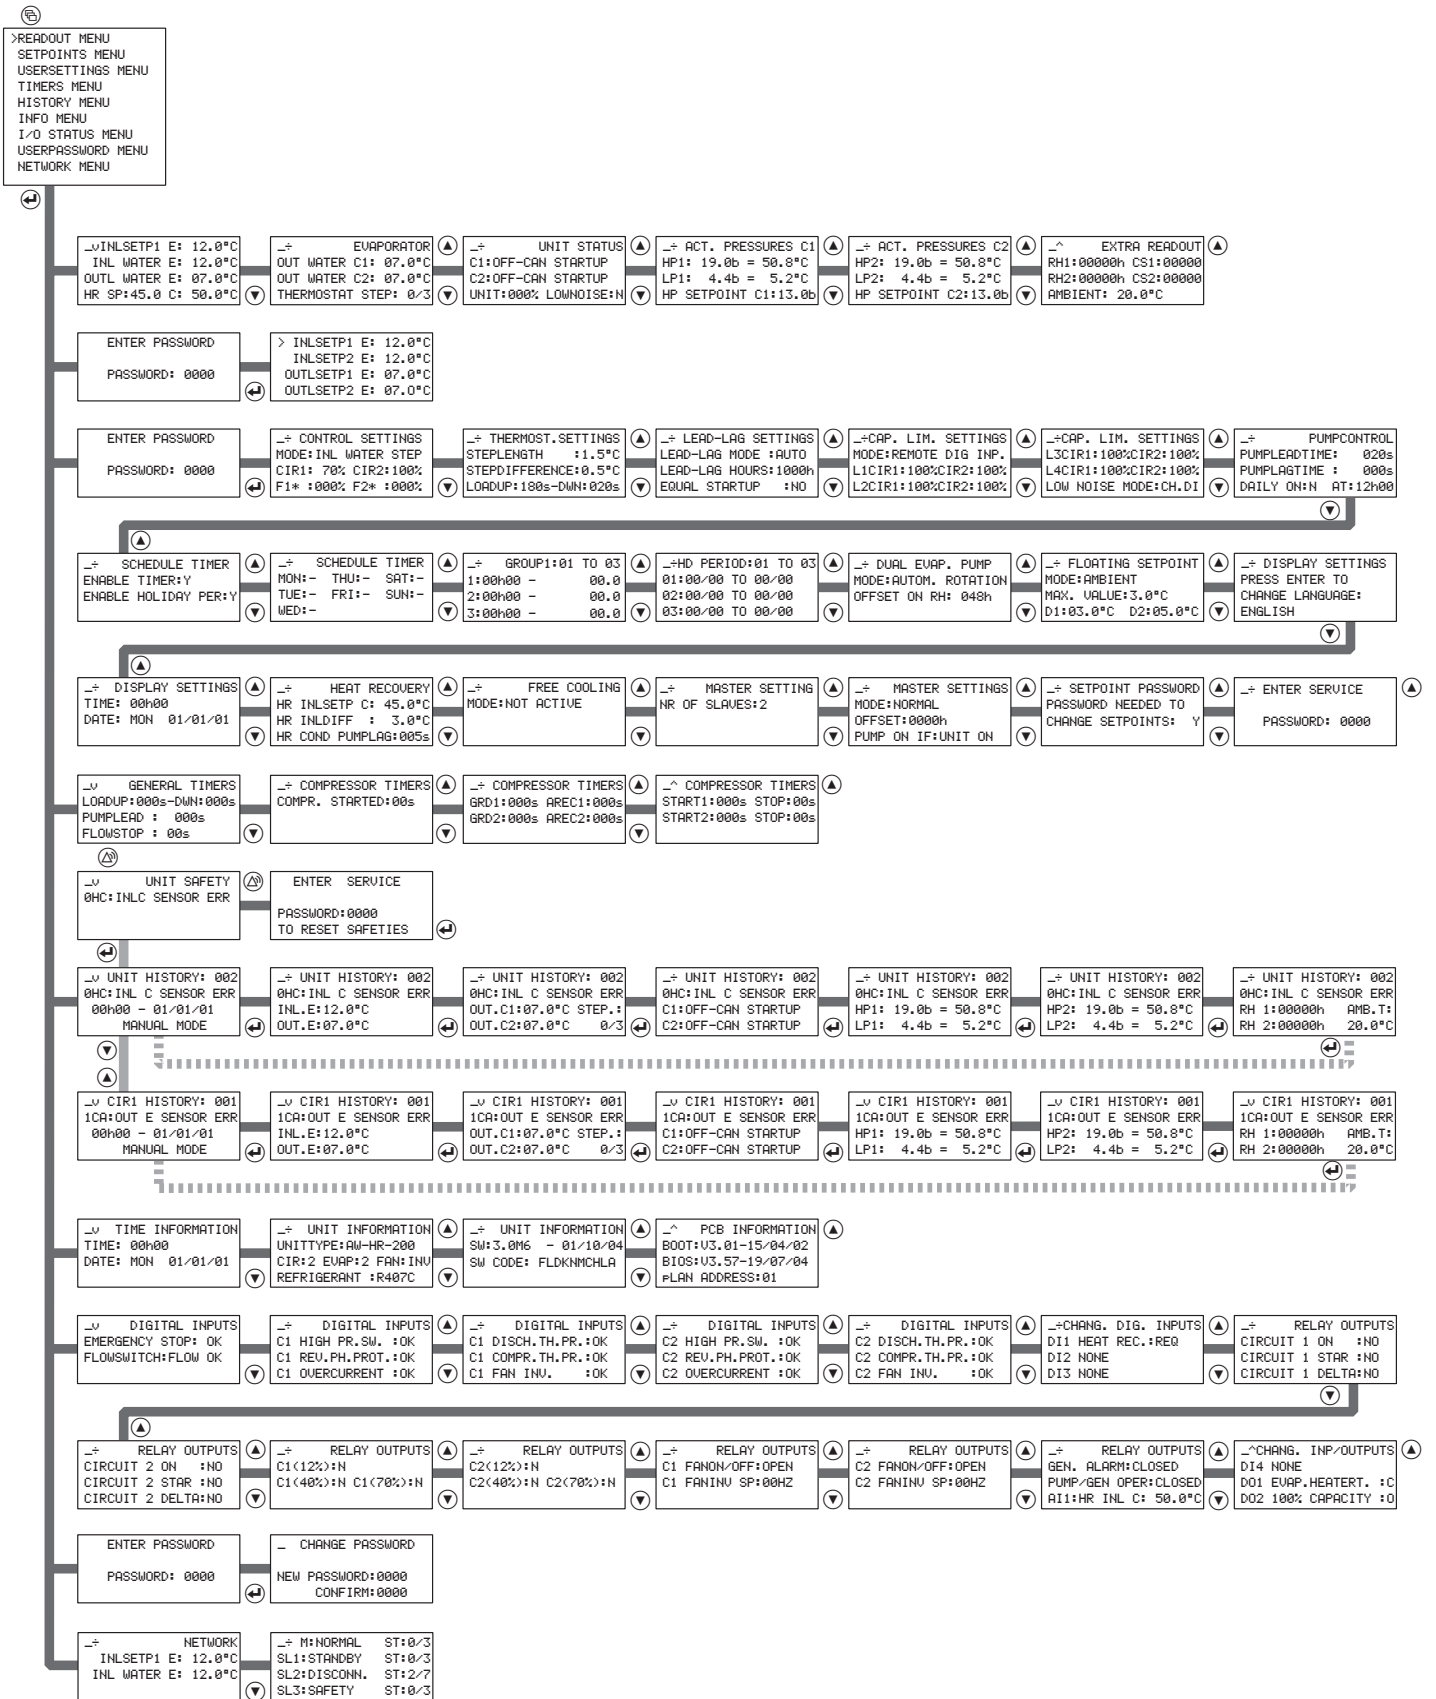 >READOUT MENU
SETPOINTS MENU
USERSETTINGS MENU
TIMERS MENU
HISTORY MENU
INFO MENU
I/O STATUS MENU
USERPASSWORD MENU
NETWORK MENU
_vINLSETP1 E: 12.0°C
INL WATER E: 12.0°C
OUTL WATER E: 07.0°C
HR SP:45.0 C: 50.0°C
_÷ EVAPORATOR
OUT WATER C1: 07.0°C
OUT WATER C2: 07.0°C
THERMOSTAT STEP: 0/3
_÷ UNIT STATUS
C1:OFF-CAN STARTUP
C2:OFF-CAN STARTUP
UNIT:000% LOWNOISE:N
_÷ ACT. PRESSURES C1
HP1: 19.0b = 50.8°C
LP1: 4.4b = 5.2°C
HP SETPOINT C1:13.0b
_÷ ACT. PRESSURES C2
HP2: 19.0b = 50.8°C
LP2: 4.4b = 5.2°C
HP SETPOINT C2:13.0b
_^ EXTRA READOUT
RH1:00000h CS1:00000
RH2:00000h CS2:00000
AMBIENT: 20.0°C
ENTER PASSWORD
PASSWORD: 0000
> INLSETP1 E: 12.0°C
INLSETP2 E: 12.0°C
OUTLSETP1 E: 07.0°C
OUTLSETP2 E: 07.0°C
ENTER PASSWORD
PASSWORD: 0000
_÷ CONTROL SETTINGS
MODE:INL WATER STEP
CIR1: 70% CIR2:100%
F1* :000% F2* :000%
_÷ THERMOST.SETTINGS
STEPLENGTH :1.5°C
STEPDIFFERENCE:0.5°C
LOADUP:180s-DWN:020s
_÷ LEAD-LAG SETTINGS
LEAD-LAG MODE :AUTO
LEAD-LAG HOURS:1000h
EQUAL STARTUP :NO
_÷CAP. LIM. SETTINGS
MODE:REMOTE DIG INP.
L1CIR1:100%CIR2:100%
L2CIR1:100%CIR2:100%
_÷CAP. LIM. SETTINGS
L3CIR1:100%CIR2:100%
L4CIR1:100%CIR2:100%
LOW NOISE MODE:CH.DI
_÷ PUMPCONTROL
PUMPLEADTIME: 020s
PUMPLAGTIME : 000s
DAILY ON:N AT:12h00
_÷ SCHEDULE TIMER
ENABLE TIMER:Y
ENABLE HOLIDAY PER:Y
_÷ SCHEDULE TIMER
MON:- THU:- SAT:-
TUE:- FRI:- SUN:-
WED:-
_÷ GROUP1:01 TO 03
1:00h00 - 00.0
2:00h00 - 00.0
3:00h00 - 00.0
_÷HD PERIOD:01 TO 03
01:00/00 TO 00/00
02:00/00 TO 00/00
03:00/00 TO 00/00
_÷ DUAL EVAP. PUMP
MODE:AUTOM. ROTATION
OFFSET ON RH: 048h
_÷ FLOATING SETPOINT
MODE:AMBIENT
MAX. VALUE:3.0°C
D1:03.0°C D2:05.0°C
_÷ DISPLAY SETTINGS
PRESS ENTER TO
CHANGE LANGUAGE:
ENGLISH
_÷ DISPLAY SETTINGS
TIME: 00h00
DATE: MON 01/01/01
_÷ HEAT RECOVERY
HR INLSETP C: 45.0°C
HR INLDIFF : 3.0°C
HR COND PUMPLAG:005s
_÷ FREE COOLING
MODE:NOT ACTIVE
_÷ MASTER SETTING
NR OF SLAVES:2
_÷ MASTER SETTINGS
MODE:NORMAL
OFFSET:0000h
PUMP ON IF:UNIT ON
_÷ SETPOINT PASSWORD
PASSWORD NEEDED TO
CHANGE SETPOINTS: Y
_÷ ENTER SERVICE
PASSWORD: 0000
_v GENERAL TIMERS
LOADUP:000s-DWN:000s
PUMPLEAD : 000s
FLOWSTOP : 00s
_÷ COMPRESSOR TIMERS
COMPR. STARTED:00s
_÷ COMPRESSOR TIMERS
GRD1:000s AREC1:000s
GRD2:000s AREC2:000s
_^ COMPRESSOR TIMERS
START1:000s STOP:00s
START2:000s STOP:00s
_v UNIT SAFETY
0HC:INLC SENSOR ERR
ENTER SERVICE
PASSWORD:0000
TO RESET SAFETIES
_v UNIT HISTORY: 002
0HC:INL C SENSOR ERR
00h00 - 01/01/01
MANUAL MODE
_÷ UNIT HISTORY: 002
0HC:INL C SENSOR ERR
INL.E:12.0°C
OUT.E:07.0°C
_÷ UNIT HISTORY: 002
0HC:INL C SENSOR ERR
OUT.C1:07.0°C STEP.:
OUT.C2:07.0°C 0/3
_÷ UNIT HISTORY: 002
0HC:INL C SENSOR ERR
C1:OFF-CAN STARTUP
C2:OFF-CAN STARTUP
_÷ UNIT HISTORY: 002
0HC:INL C SENSOR ERR
HP1: 19.0b = 50.8°C
LP1: 4.4b = 5.2°C
_÷ UNIT HISTORY: 002
0HC:INL C SENSOR ERR
HP2: 19.0b = 50.8°C
LP2: 4.4b = 5.2°C
_÷ UNIT HISTORY: 002
0HC:INL C SENSOR ERR
RH 1:00000h AMB.T:
RH 2:00000h 20.0°C
_v CIR1 HISTORY: 001
1CA:OUT E SENSOR ERR
00h00 - 01/01/01
MANUAL MODE
_v CIR1 HISTORY: 001
1CA:OUT E SENSOR ERR
INL.E:12.0°C
OUT.E:07.0°C
_v CIR1 HISTORY: 001
1CA:OUT E SENSOR ERR
OUT.C1:07.0°C STEP.:
OUT.C2:07.0°C 0/3
_v CIR1 HISTORY: 001
1CA:OUT E SENSOR ERR
C1:OFF-CAN STARTUP
C2:OFF-CAN STARTUP
_v CIR1 HISTORY: 001
1CA:OUT E SENSOR ERR
HP1: 19.0b = 50.8°C
LP1: 4.4b = 5.2°C
_v CIR1 HISTORY: 001
1CA:OUT E SENSOR ERR
HP2: 19.0b = 50.8°C
LP2: 4.4b = 5.2°C
_v CIR1 HISTORY: 001
1CA:OUT E SENSOR ERR
RH 1:00000h AMB.T:
RH 2:00000h 20.0°C
_v TIME INFORMATION
TIME: 00h00
DATE: MON 01/01/01
_÷ UNIT INFORMATION
UNITTYPE:AW-HR-200
CIR:2 EVAP:2 FAN:INV
REFRIGERANT :R407C
_÷ UNIT INFORMATION
SW:3.0M6 - 01/10/04
SW CODE: FLDKNMCHLA
_^ PCB INFORMATION
BOOT:V3.01-15/04/02
BIOS:V3.57-19/07/04
pLAN ADDRESS:01
_v DIGITAL INPUTS
EMERGENCY STOP: OK
FLOWSWITCH:FLOW OK
_÷ DIGITAL INPUTS
C1 HIGH PR.SW. :OK
C1 REV.PH.PROT.:OK
C1 OVERCURRENT :OK
_÷ DIGITAL INPUTS
C1 DISCH.TH.PR.:OK
C1 COMPR.TH.PR.:OK
C1 FAN INV. :OK
_÷ DIGITAL INPUTS
C2 HIGH PR.SW. :OK
C2 REV.PH.PROT.:OK
C2 OVERCURRENT :OK
_÷ DIGITAL INPUTS
C2 DISCH.TH.PR.:OK
C2 COMPR.TH.PR.:OK
C2 FAN INV. :OK
_÷CHANG. DIG. INPUTS
DI1 HEAT REC.:REQ
DI2 NONE
DI3 NONE
_÷ RELAY OUTPUTS
CIRCUIT 1 ON :NO
CIRCUIT 1 STAR :NO
CIRCUIT 1 DELTA:NO
_÷ RELAY OUTPUTS
CIRCUIT 2 ON :NO
CIRCUIT 2 STAR :NO
CIRCUIT 2 DELTA:NO
_÷ RELAY OUTPUTS
C1(12%):N
C1(40%):N C1(70%):N
_÷ RELAY OUTPUTS
C2(12%):N
C2(40%):N C2(70%):N
_÷ RELAY OUTPUTS
C1 FANON/OFF:OPEN
C1 FANINV SP:00HZ
_÷ RELAY OUTPUTS
C2 FANON/OFF:OPEN
C2 FANINV SP:00HZ
_÷ RELAY OUTPUTS
GEN. ALARM:CLOSED
PUMP/GEN OPER:CLOSED
AI1:HR INL C: 50.0°C
_^CHANG. INP/OUTPUTS
DI4 NONE
DO1 EVAP.HEATERT. :C
DO2 100% CAPACITY :O
ENTER PASSWORD
PASSWORD: 0000
_ CHANGE PASSWORD
NEW PASSWORD:0000
CONFIRM:0000
_÷ NETWORK
INLSETP1 E: 12.0°C
INL WATER E: 12.0°C
_÷ M:NORMAL ST:0/3
SL1:STANDBY ST:0/3
SL2:DISCONN. ST:2/7
SL3:SAFETY ST:0/3